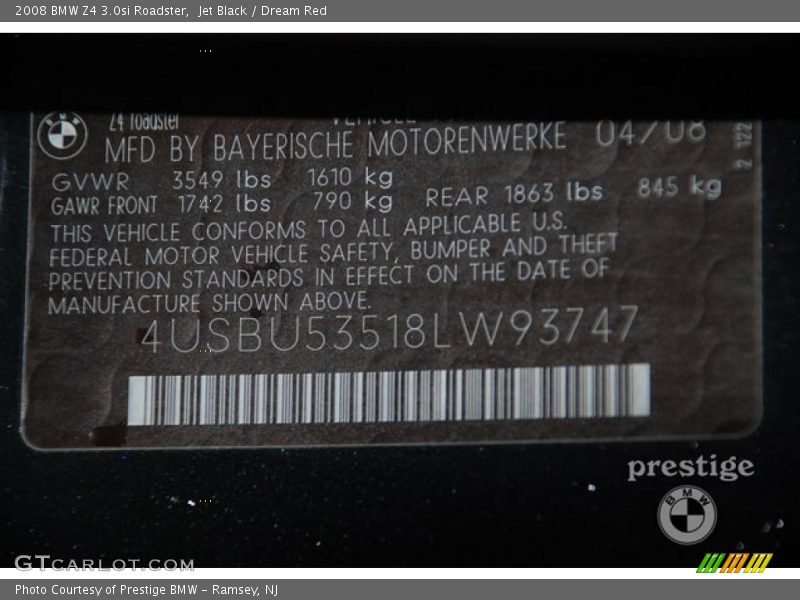 2008 BMW Z4 3.0si Roadster,  Jet Black / Dream Red
Z4 roadster
VEHICLE
MFD BY BAYERISCHE MOTORENWERKE 04/08
GVWR 3549 lbs 1610 kg
GAWR FRONT 1742 lbs 790 kg REAR 1863 lbs 845 kg
THIS VEHICLE CONFORMS TO ALL APPLICABLE U.S.
FEDERAL MOTOR VEHICLE SAFETY, BUMPER AND THEFT
PREVENTION STANDARDS IN EFFECT ON THE DATE OF
MANUFACTURE SHOWN ABOVE.
4USBU53518LW93747
prestige
BMW
GTCARLOT.COM
Photo Courtesy of Prestige BMW - Ramsey, NJ